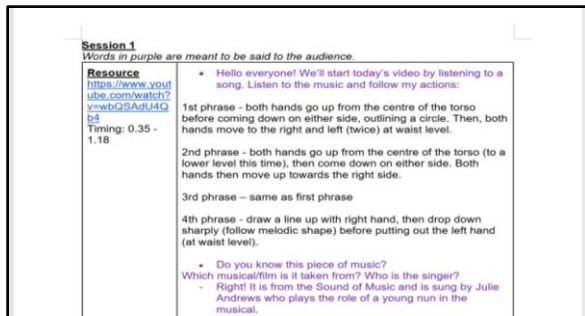 Session 1
Words in purple are meant to be said to the audience.
Resource
https://www.yout
ube.com/watch?
v=wbQSAdU4Q
b4
Timing: 0.35 -
1.18
• Hello everyone! We'll start today's video by listening to a
song. Listen to the music and follow my actions:
1st phrase - both hands go up from the centre of the torso
before coming down on either side, outlining a circle. Then, both
hands move to the right and left (twice) at waist level.
2nd phrase - both hands go up from the centre of the torso (to a
lower level this time), then come down on either side. Both
hands then move up towards the right side.
3rd phrase – same as first phrase
4th phrase - draw a line up with right hand, then drop down
sharply (follow melodic shape) before putting out the left hand
(at waist level).
• Do you know this piece of music?
Which musical/film is it taken from? Who is the singer?
- Right! It is from the Sound of Music and is sung by Julie
Andrews who plays the role of a young nun in the
musical.